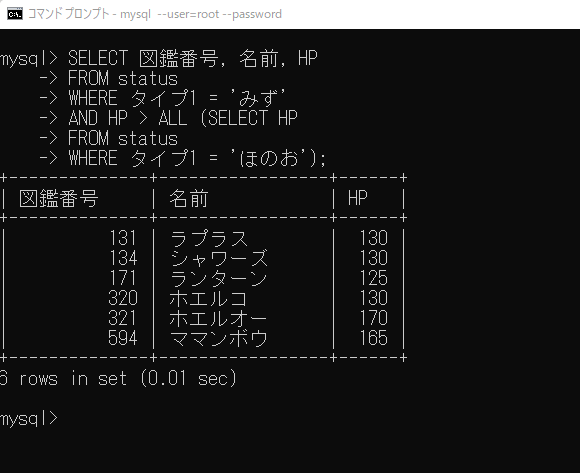 コマンド プロンプト - mysql --user=root --password
mysql> SELECT 図鑑番号, 名前, HP
-> FROM status
-> WHERE タイプ1 = 'みず'
-> AND HP > ALL (SELECT HP
-> FROM status
-> WHERE タイプ1 = 'ほのお');
+--------------+-----------------+------+
| 図鑑番号 | 名前 | HP |
+--------------+-----------------+------+
| 131 | ラプラス | 130 |
| 134 | シャワーズ | 130 |
| 171 | ランターン | 125 |
| 320 | ホエルコ | 130 |
| 321 | ホエルオー | 170 |
| 594 | ママンボウ | 165 |
+--------------+-----------------+------+
6 rows in set (0.01 sec)
mysql>